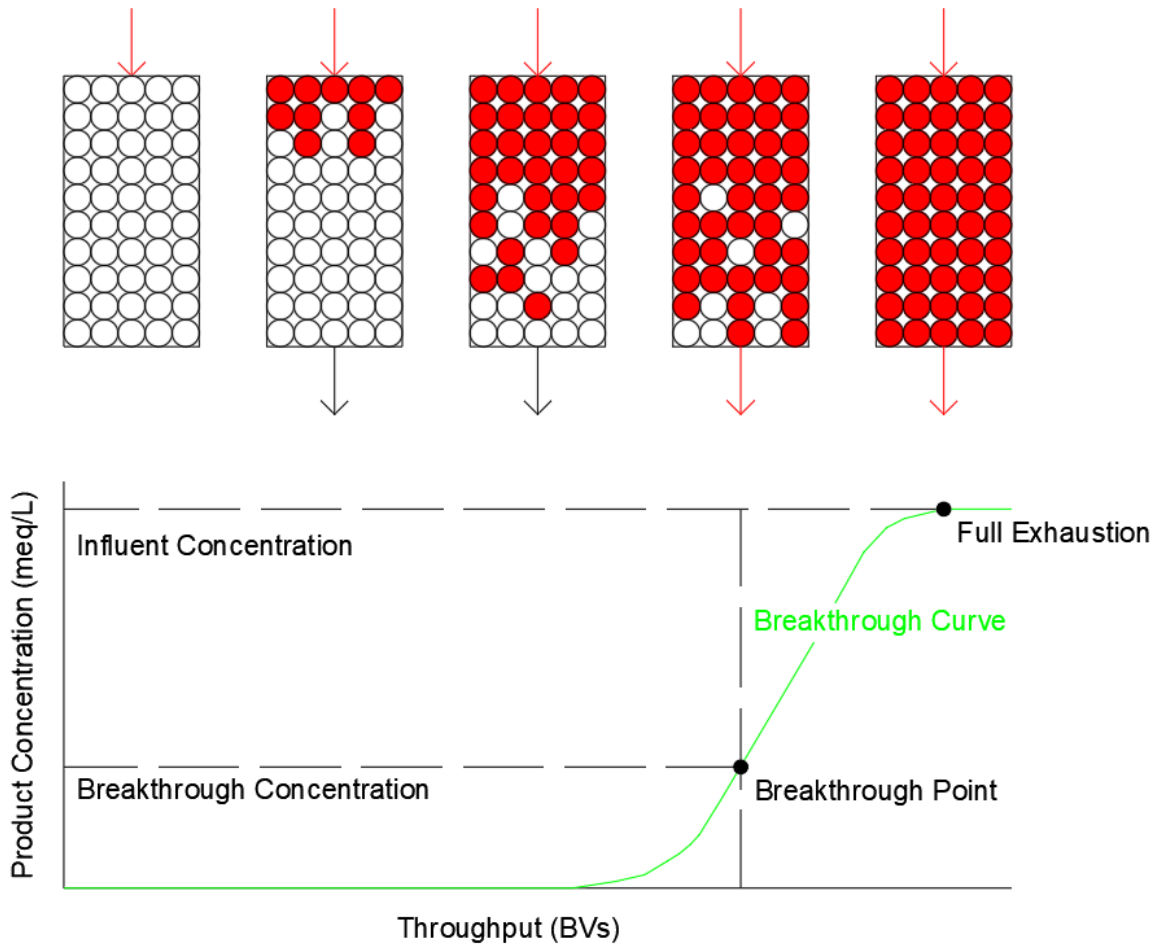 Product Concentration (meq/L)
Influent Concentration
Full Exhaustion
Breakthrough Curve
Breakthrough Concentration
Breakthrough Point
Throughput (BVs)